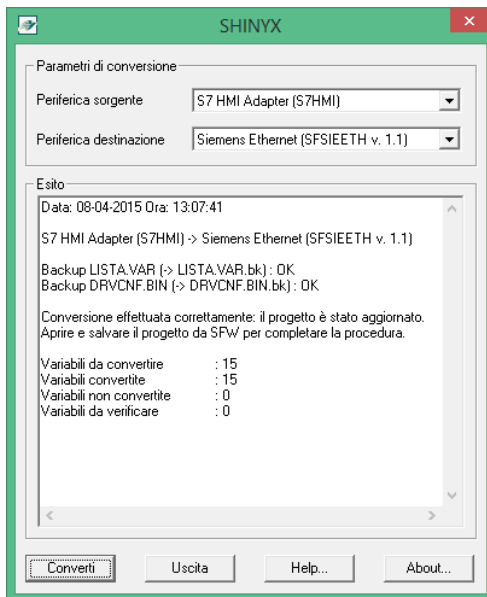 SHINYX
Parametri di conversione
Periferica sorgente S7 HMI Adapter (S7HMI)
Periferica destinazione Siemens Ethernet (SFSIEETH v. 1.1)
Esito
Data: 08-04-2015 Ora: 13:07:41
S7 HMI Adapter (S7HMI) -> Siemens Ethernet (SFSIEETH v. 1.1)
Backup LISTA.VAR (-> LISTA.VAR.bk) : OK
Backup DRVCNF.BIN (-> DRVCNF.BIN.bk) : OK
Conversione effettuata correttamente: il progetto è stato aggiornato.
Aprire e salvare il progetto da SFW per completare la procedura.
Variabili da convertire : 15
Variabili convertite : 15
Variabili non convertite : 0
Variabili da verificare : 0
Converti Uscita Help... About...